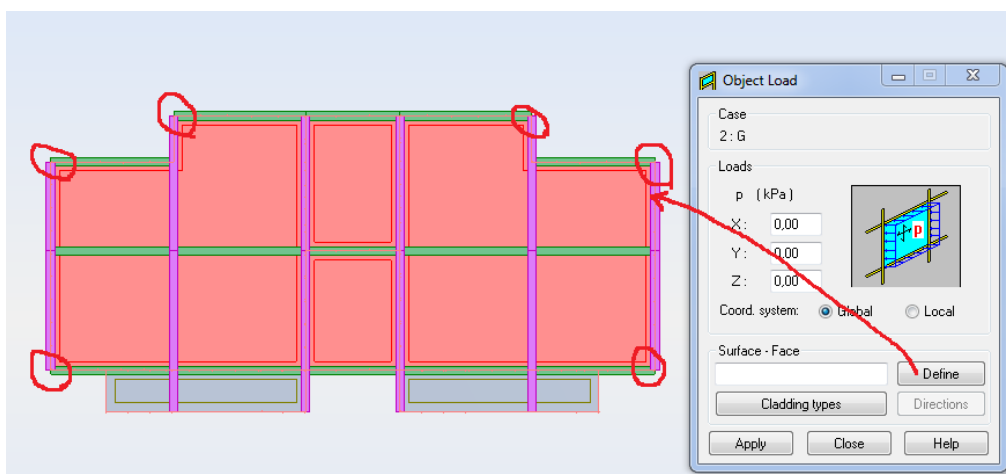 Object Load
Case
2 : G
Loads
p (kPa)
X : 0,00
Y : 0,00
Z : 0,00
P
Coord. system: Global Local
Surface - Face
Define
Cladding types Directions
Apply Close Help